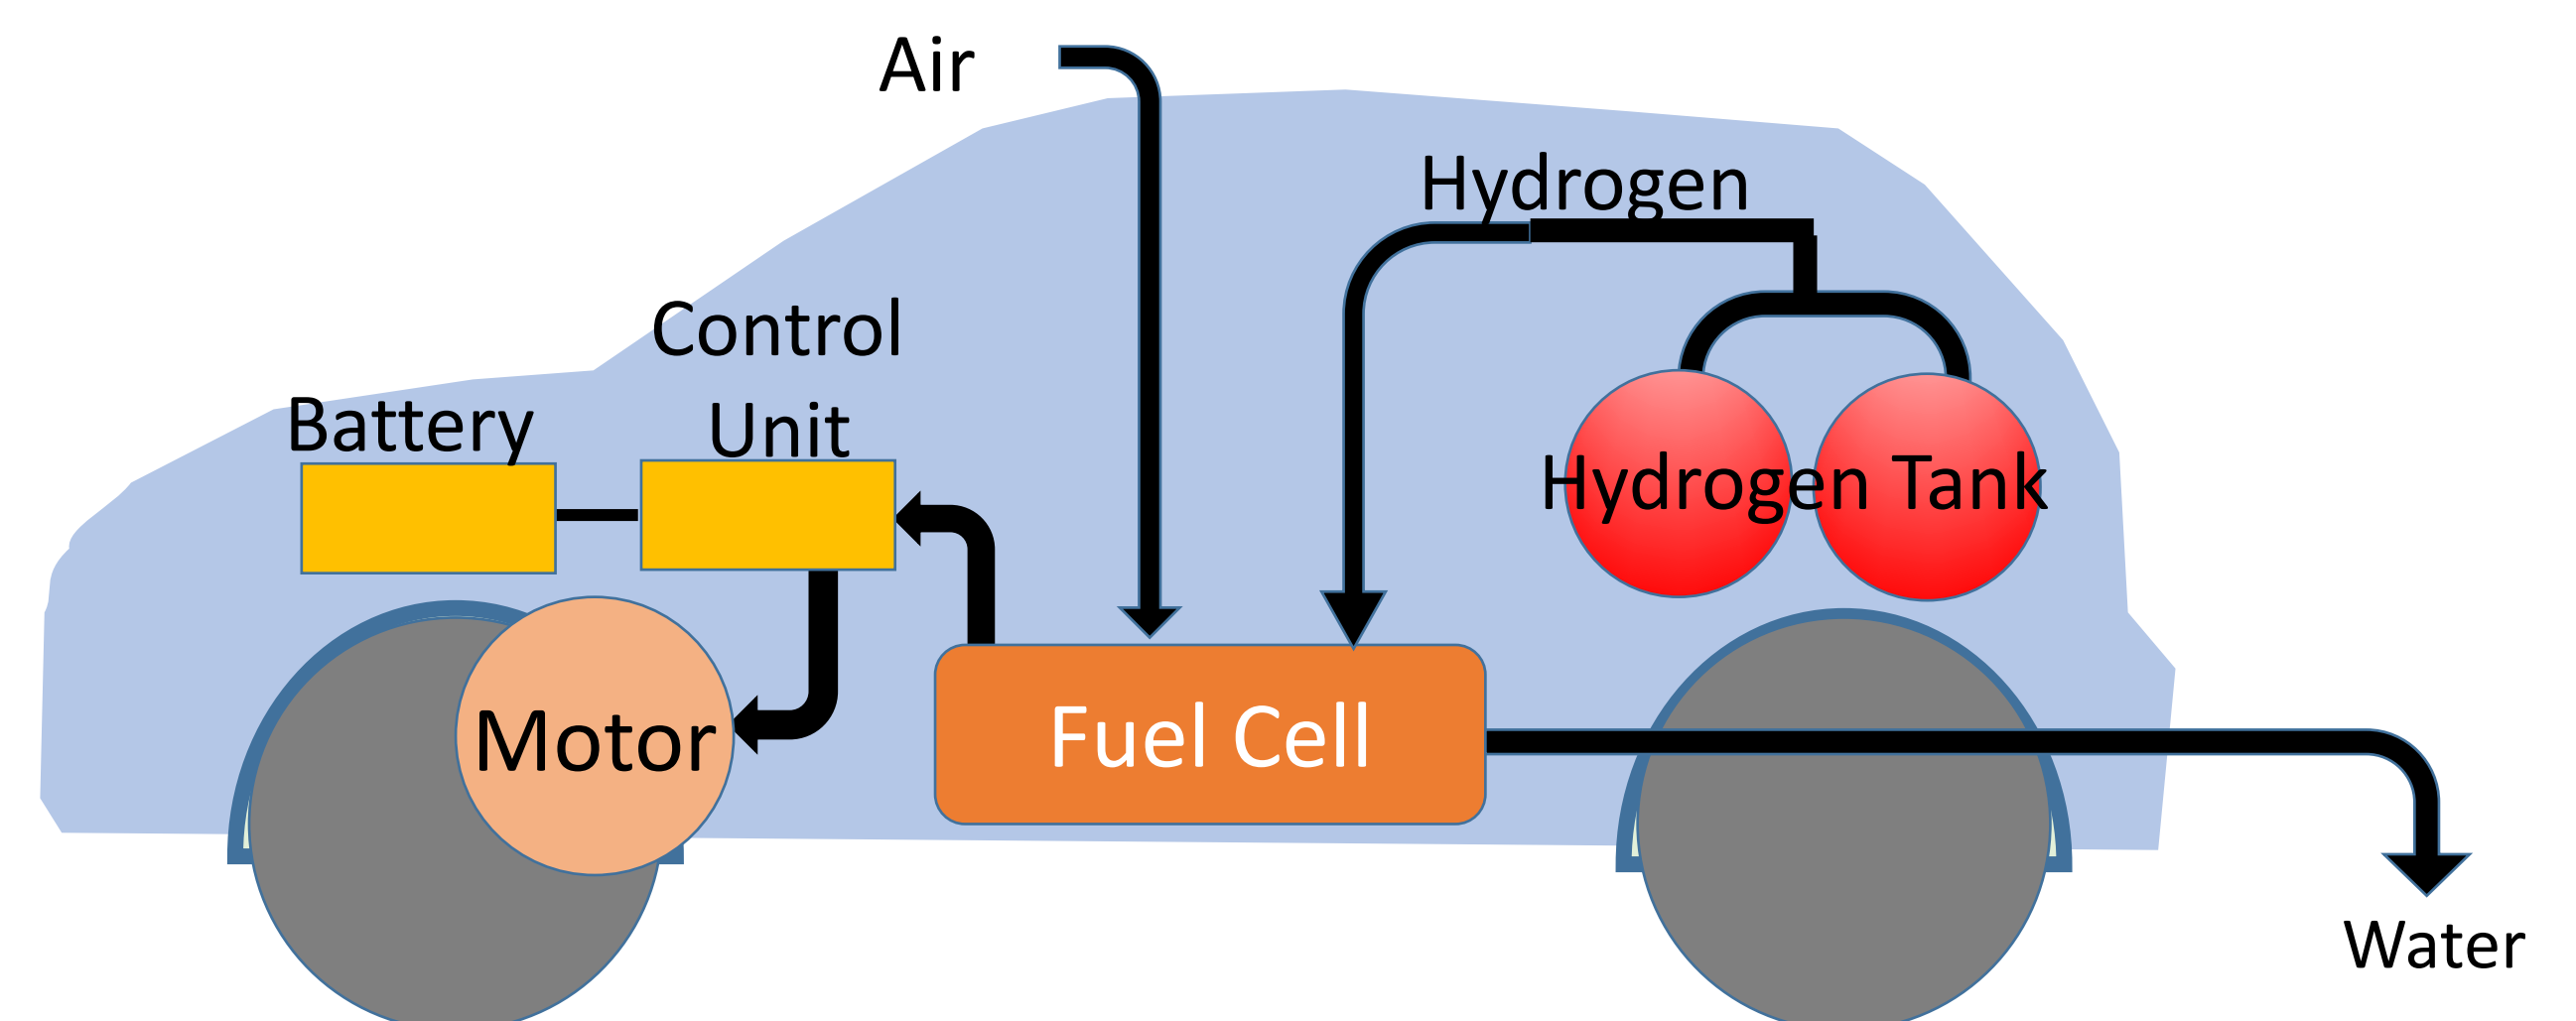 Air
Hydrogen
Control
Unit
Battery
Hydrogen Tank
Motor
Fuel Cell
Water